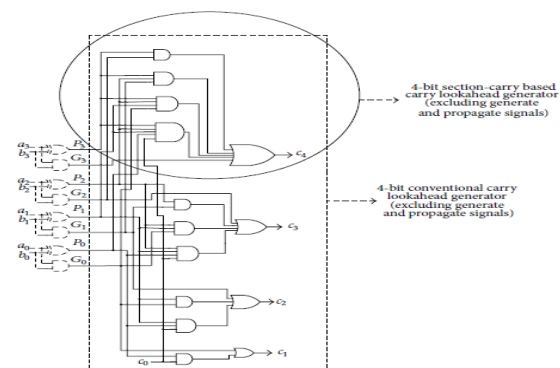 4-bit section-carry based
carry lookahead generator
(excluding generate
and propagate signals)
c₄
a₃
b₃
P₃
G₃
a₂
b₂
P₂
G₂
4-bit conventional carry
lookahead generator
(excluding generate
and propagate signals)
a₁
b₁
P₁
G₁
c₃
a₀
b₀
P₀
G₀
c₂
c₁
c₀